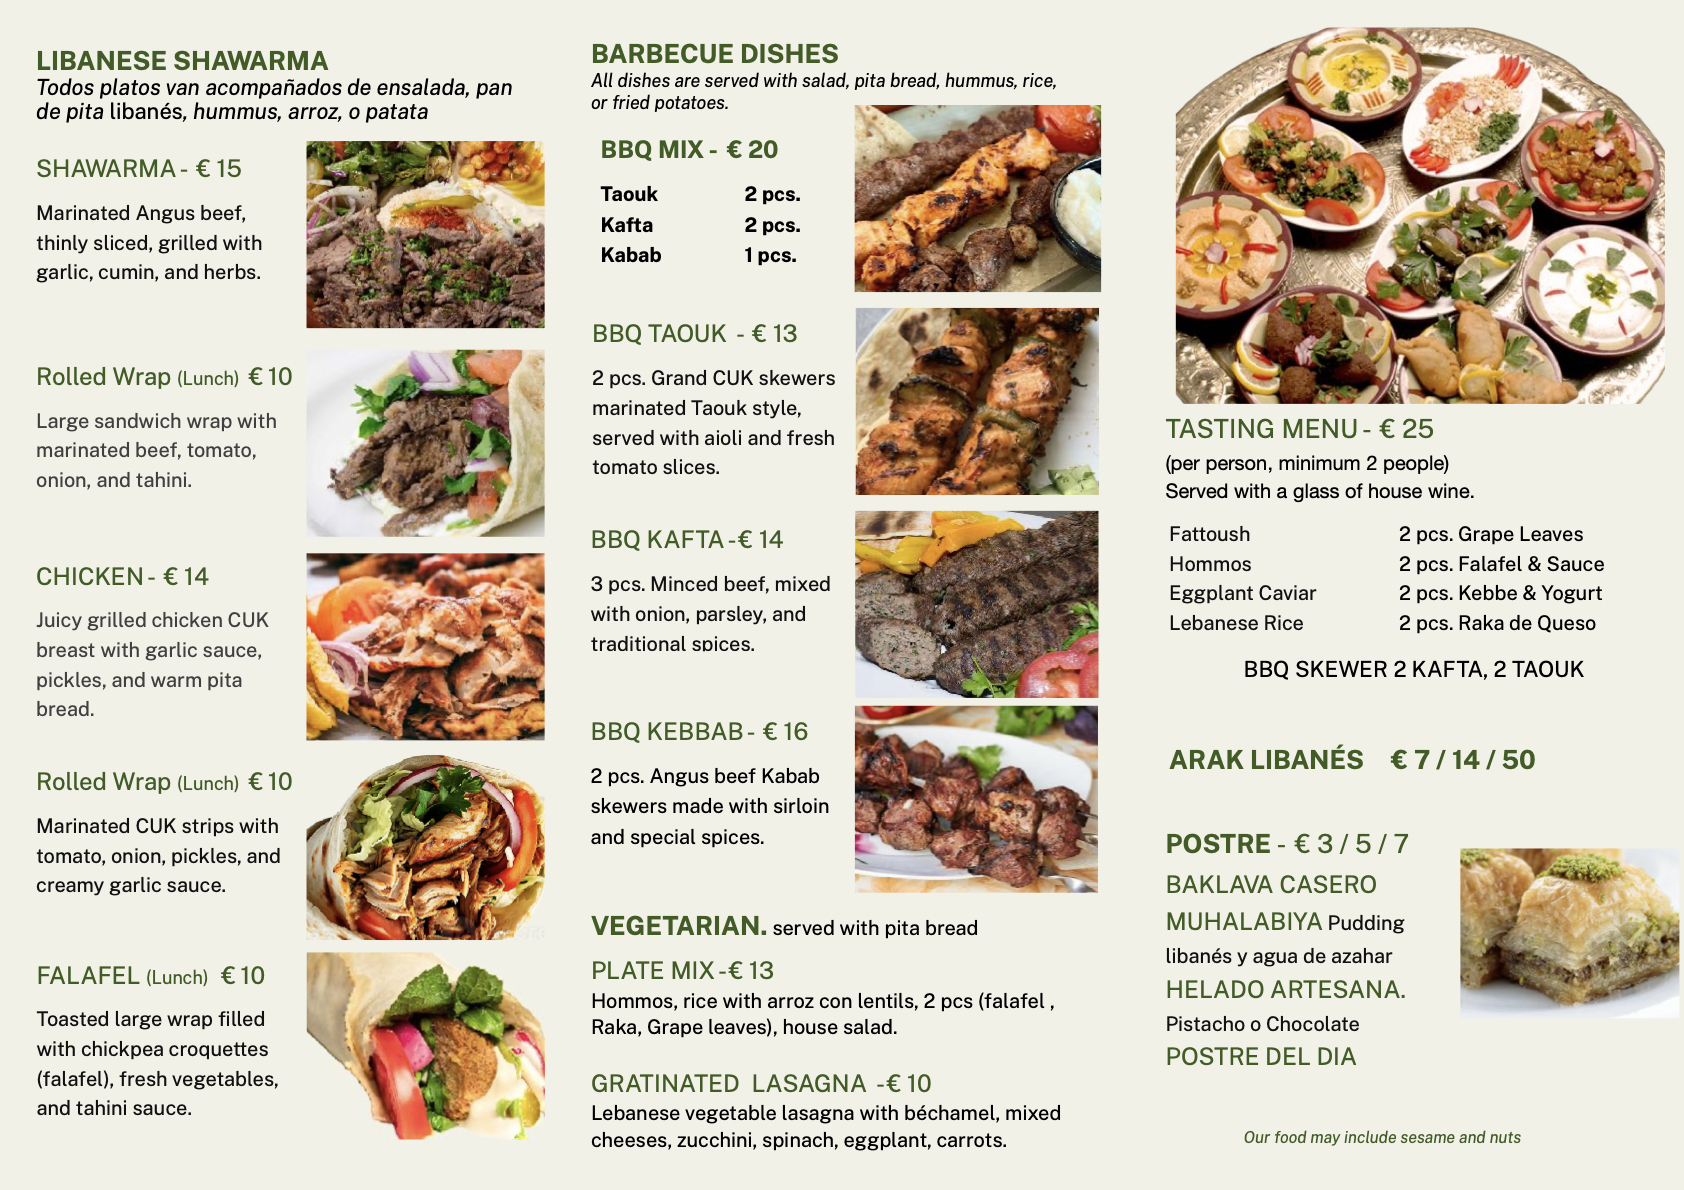 LIBANESE SHAWARMA
Todos platos van acompañados de ensalada, pan
de pita libanés, hummus, arroz, o patata
SHAWARMA - € 15
Marinated Angus beef,
thinly sliced, grilled with
garlic, cumin, and herbs.
Rolled Wrap (Lunch) € 10
Large sandwich wrap with
marinated beef, tomato,
onion, and tahini.
CHICKEN - € 14
Juicy grilled chicken CUK
breast with garlic sauce,
pickles, and warm pita
bread.
Rolled Wrap (Lunch) € 10
Marinated CUK strips with
tomato, onion, pickles, and
creamy garlic sauce.
FALAFEL (Lunch) € 10
Toasted large wrap filled
with chickpea croquettes
(falafel), fresh vegetables,
and tahini sauce.
BARBECUE DISHES
All dishes are served with salad, pita bread, hummus, rice,
or fried potatoes.
BBQ MIX - € 20
Taouk 2 pcs.
Kafta 2 pcs.
Kabab 1 pcs.
BBQ TAOUK - € 13
2 pcs. Grand CUK skewers
marinated Taouk style,
served with aioli and fresh
tomato slices.
BBQ KAFTA -€ 14
3 pcs. Minced beef, mixed
with onion, parsley, and
traditional spices.
BBQ KEBBAB - € 16
2 pcs. Angus beef Kabab
skewers made with sirloin
and special spices.
VEGETARIAN. served with pita bread
PLATE MIX -€ 13
Hommos, rice with arroz con lentils, 2 pcs (falafel ,
Raka, Grape leaves), house salad.
GRATINATED LASAGNA -€ 10
Lebanese vegetable lasagna with béchamel, mixed
cheeses, zucchini, spinach, eggplant, carrots.
TASTING MENU - € 25
(per person, minimum 2 people)
Served with a glass of house wine.
Fattoush 2 pcs. Grape Leaves
Hommos 2 pcs. Falafel & Sauce
Eggplant Caviar 2 pcs. Kebbe & Yogurt
Lebanese Rice 2 pcs. Raka de Queso
BBQ SKEWER 2 KAFTA, 2 TAOUK
ARAK LIBANÉS € 7 / 14 / 50
POSTRE - € 3 / 5 / 7
BAKLAVA CASERO
MUHALABIYA Pudding
libanés y agua de azahar
HELADO ARTESANA.
Pistacho o Chocolate
POSTRE DEL DIA
Our food may include sesame and nuts